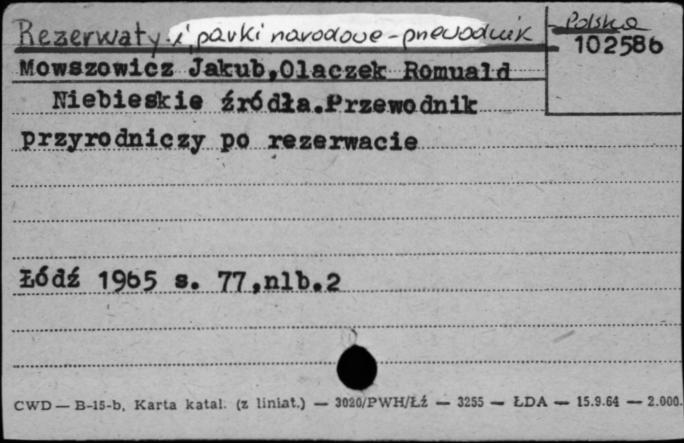 Rezerwaty i parki narodowe - przewodnik
Polska
102586
Mowszowicz Jakub,Olaczek Romuald
Niebieskie źródła.Przewodnik
przyrodniczy po rezerwacie
Łódź 1965 s. 77,nlb.2
CWD — B-15-b, Karta katal. (z liniat.) — 3020/PWH/Łź — 3255 — ŁDA — 15.9.64 — 2.000.